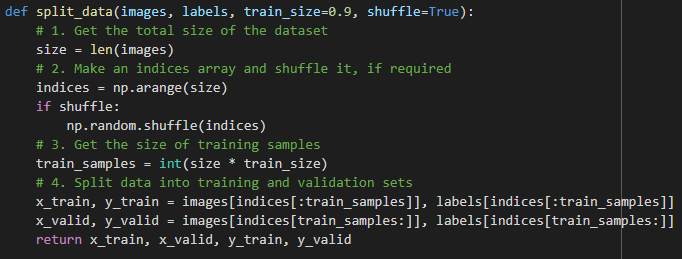 def split_data(images, labels, train_size=0.9, shuffle=True):
    # 1. Get the total size of the dataset
    size = len(images)
    # 2. Make an indices array and shuffle it, if required
    indices = np.arange(size)
    if shuffle:
        np.random.shuffle(indices)
    # 3. Get the size of training samples
    train_samples = int(size * train_size)
    # 4. Split data into training and validation sets
    x_train, y_train = images[indices[:train_samples]], labels[indices[:train_samples]]
    x_valid, y_valid = images[indices[train_samples:]], labels[indices[train_samples:]]
    return x_train, x_valid, y_train, y_valid